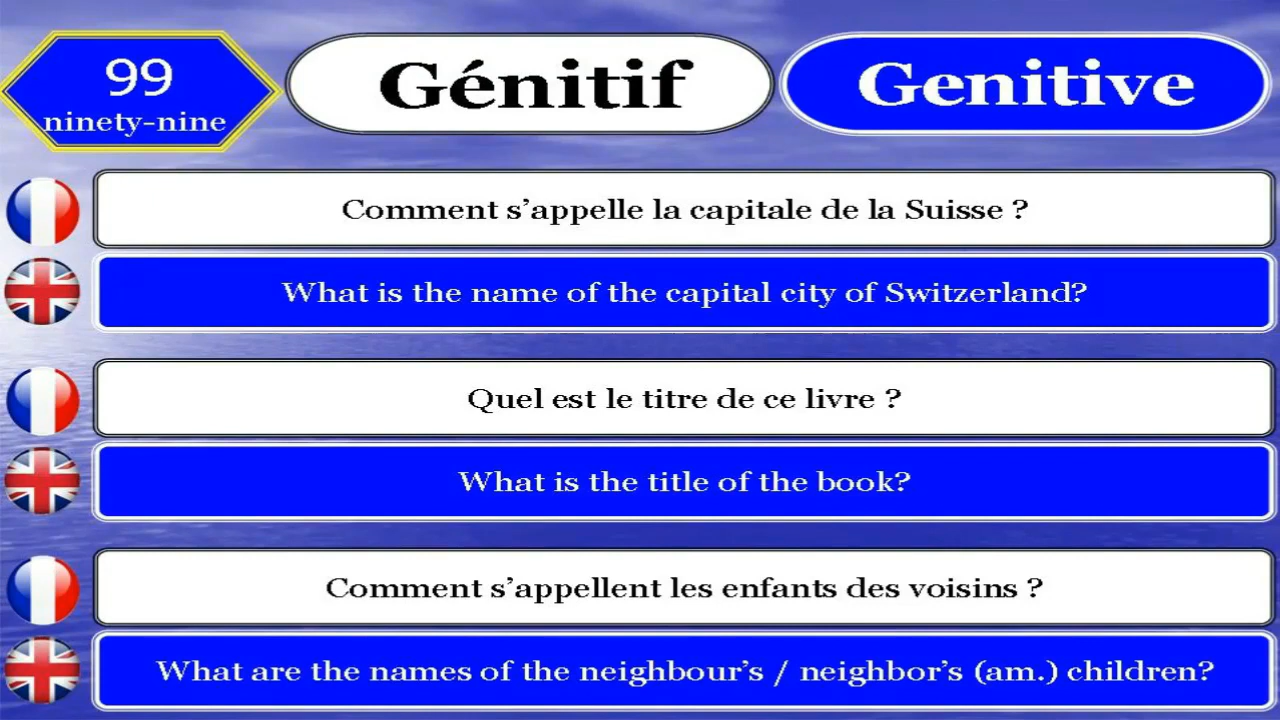 99
ninety-nine
Génitif
Genitive
Comment s’appelle la capitale de la Suisse ?
What is the name of the capital city of Switzerland?
Quel est le titre de ce livre ?
What is the title of the book?
Comment s’appellent les enfants des voisins ?
What are the names of the neighbour’s / neighbor’s (am.) children?